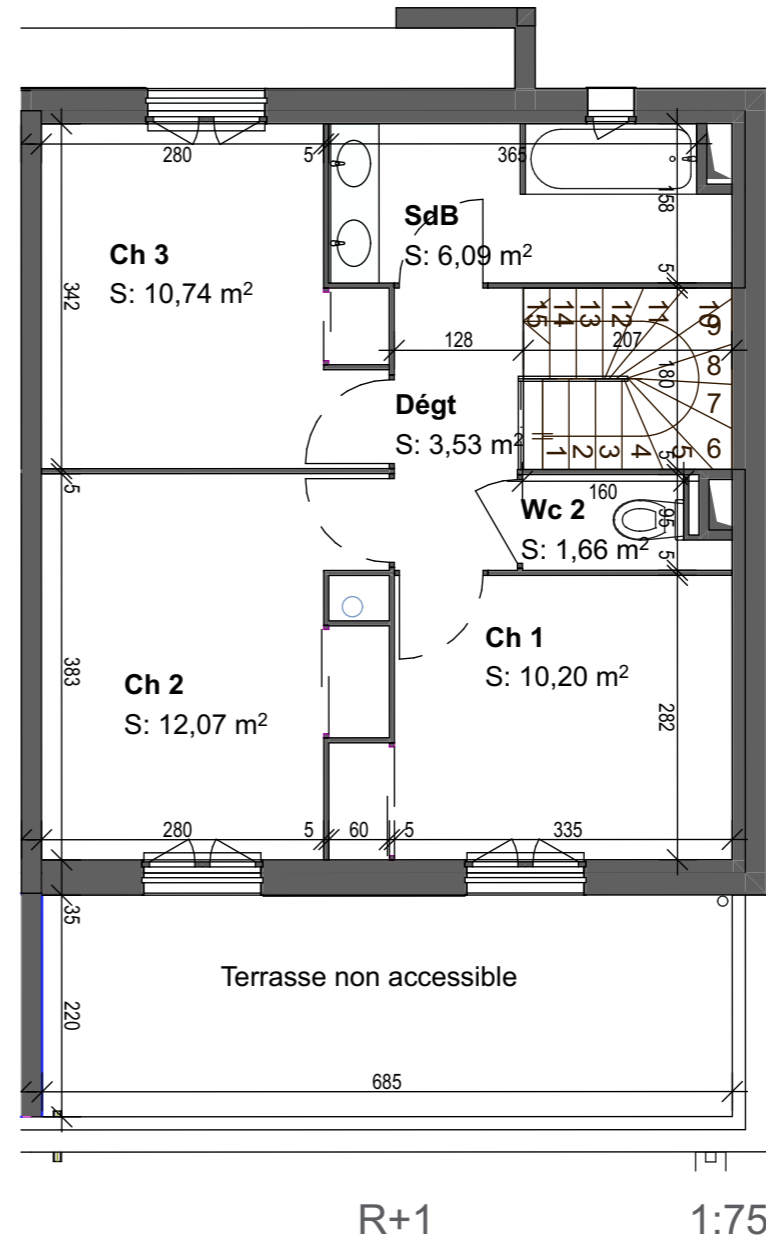 280
5
365
158
SdB
S: 6,09 m²
Ch 3
S: 10,74 m²
342
5
15 14 13 12 11 10 9 8 7 6 5 4 3 2 1
128
207
180
Dégt
S: 3,53 m²
5
5
160
Wc 2
S: 1,66 m²
95
5
Ch 1
S: 10,20 m²
383
Ch 2
S: 12,07 m²
282
280
5
60
5
335
35
Terrasse non accessible
220
685
R+1
1:75